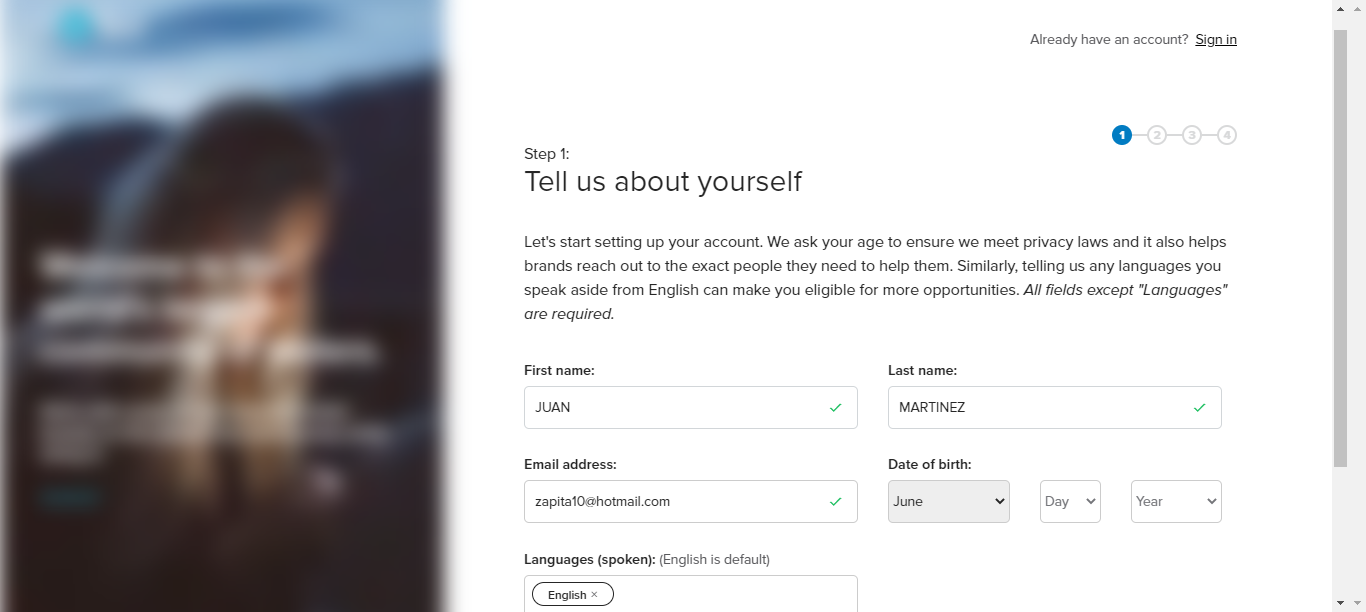 Already have an account? Sign in
1 2 3 4
Step 1:
Tell us about yourself
Let's start setting up your account. We ask your age to ensure we meet privacy laws and it also helps
brands reach out to the exact people they need to help them. Similarly, telling us any languages you
speak aside from English can make you eligible for more opportunities. All fields except "Languages"
are required.
First name: Last name:
JUAN MARTINEZ
Email address: Date of birth:
zapita10@hotmail.com June Day Year
Languages (spoken): (English is default)
English ×